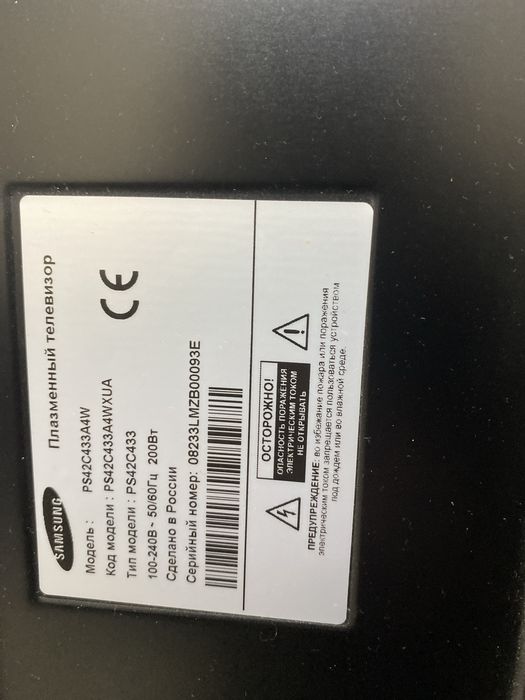 SAMSUNG
Плазменный телевизор
Модель : PS42C433A4W
Код модели : PS42C433A4WXUA
Тип модели : PS42C433
100-240В~ 50/60Гц 200Вт
Сделано в России
Серийный номер: 08233LMZB00093E
CE
ОСТОРОЖНО!
ОПАСНОСТЬ ПОРАЖЕНИЯ
ЭЛЕКТРИЧЕСКИМ ТОКОМ
НЕ ОТКРЫВАТЬ
ПРЕДУПРЕЖДЕНИЕ: во избежание пожара или поражения
электрическим током запрещается пользоваться устройством
под дождем или во влажной среде.